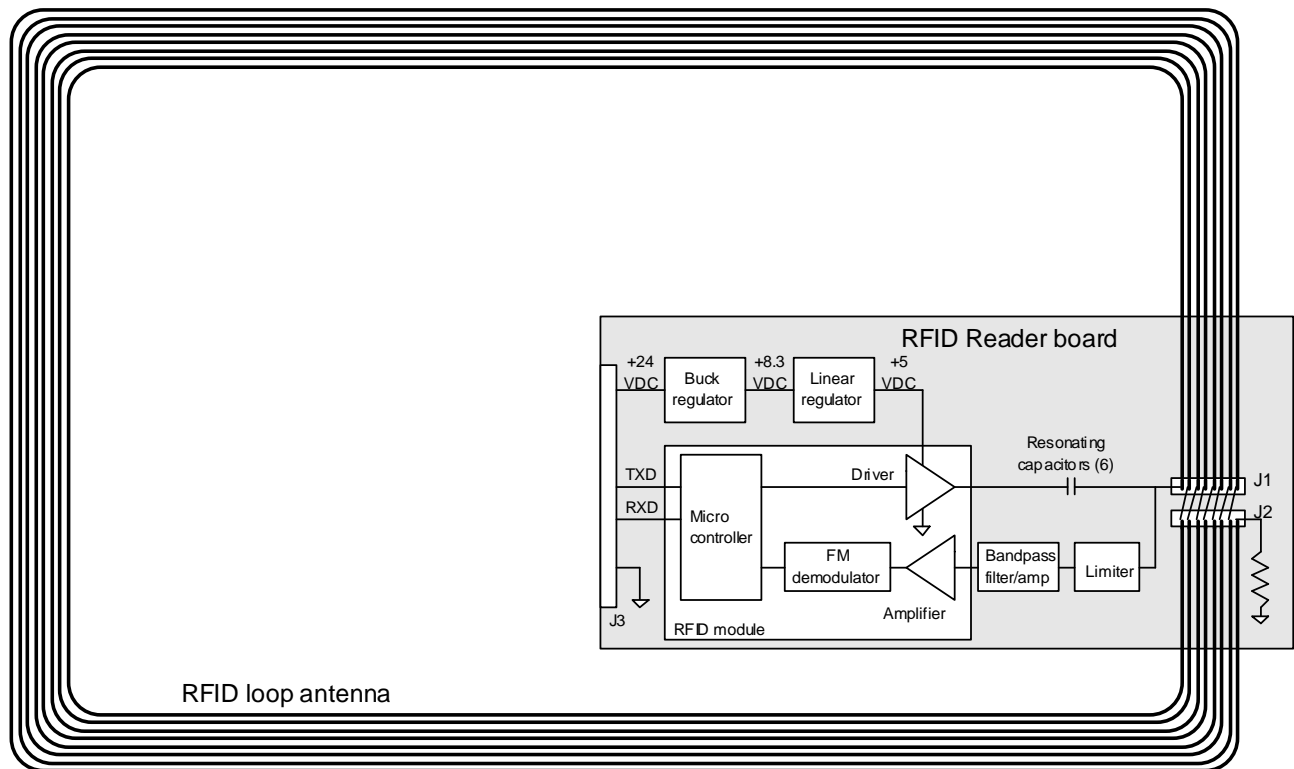 RFID Reader board
+24
VDC
Buck
regulator
+8.3
VDC
Linear
regulator
+5
VDC
Resonating
capacitors (6)
TXD
RXD
Micro
controller
Driver
J1
J2
FM
demodulator
Amplifier
Bandpass
filter/amp
Limiter
J3
RFID module
RFID loop antenna